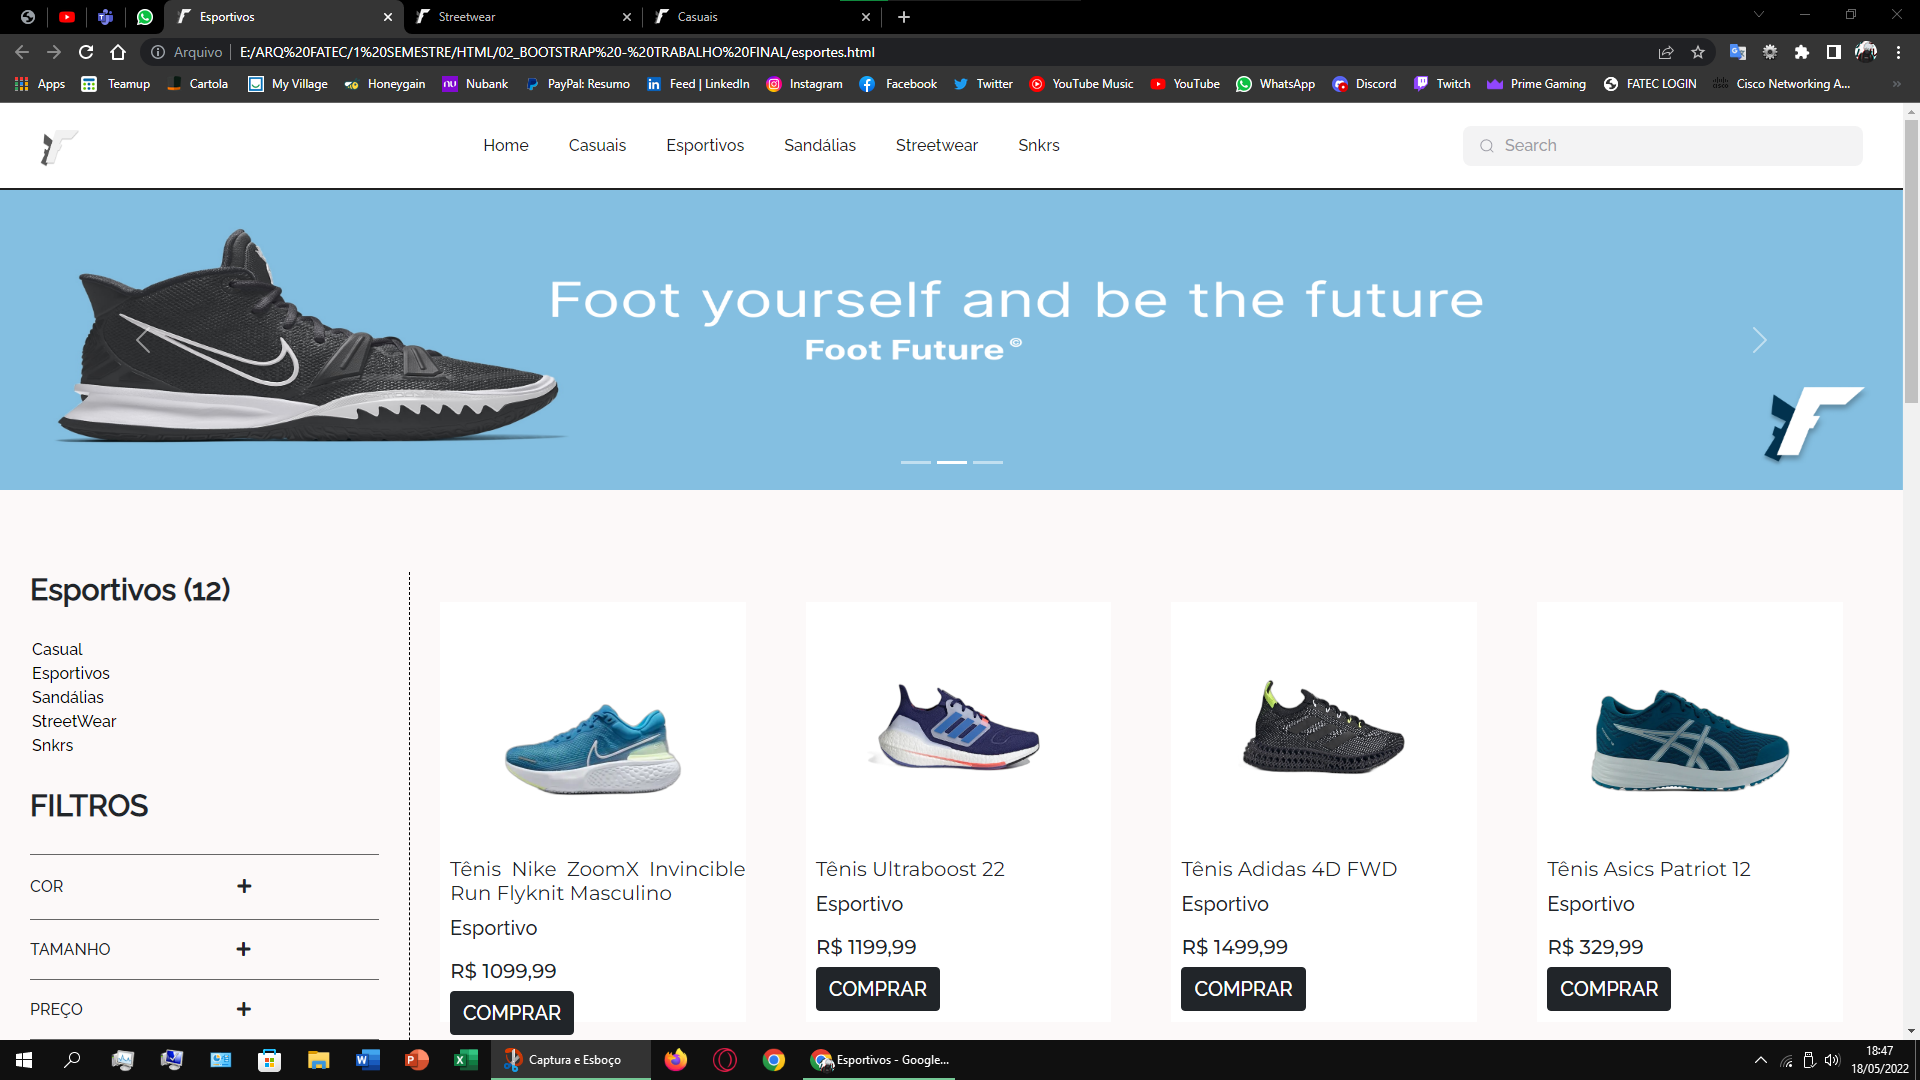 Esportivos
Streetwear
Casuais
Arquivo E:/ARQ%20FATEC/1%20SEMESTRE/HTML/02_BOOTSTRAP%20-%20TRABALHO%20FINAL/esportes.html
Apps Teamup Cartola My Village Honeygain Nubank PayPal: Resumo Feed | LinkedIn Instagram Facebook Twitter YouTube Music YouTube WhatsApp Discord Twitch Prime Gaming FATEC LOGIN Cisco Networking A...
Home Casuais Esportivos Sandálias Streetwear Snkrs Search
Foot yourself and be the future
Foot Future ©
Esportivos (12)
Casual
Esportivos
Sandálias
StreetWear
Snkrs
FILTROS
COR +
TAMANHO +
PREÇO +
Tênis Nike ZoomX Invincible
Run Flyknit Masculino
Esportivo
R$ 1099,99
COMPRAR
Tênis Ultraboost 22
Esportivo
R$ 1199,99
COMPRAR
Tênis Adidas 4D FWD
Esportivo
R$ 1499,99
COMPRAR
Tênis Asics Patriot 12
Esportivo
R$ 329,99
COMPRAR
Captura e Esboço
Esportivos - Google...
18:47
18/05/2022